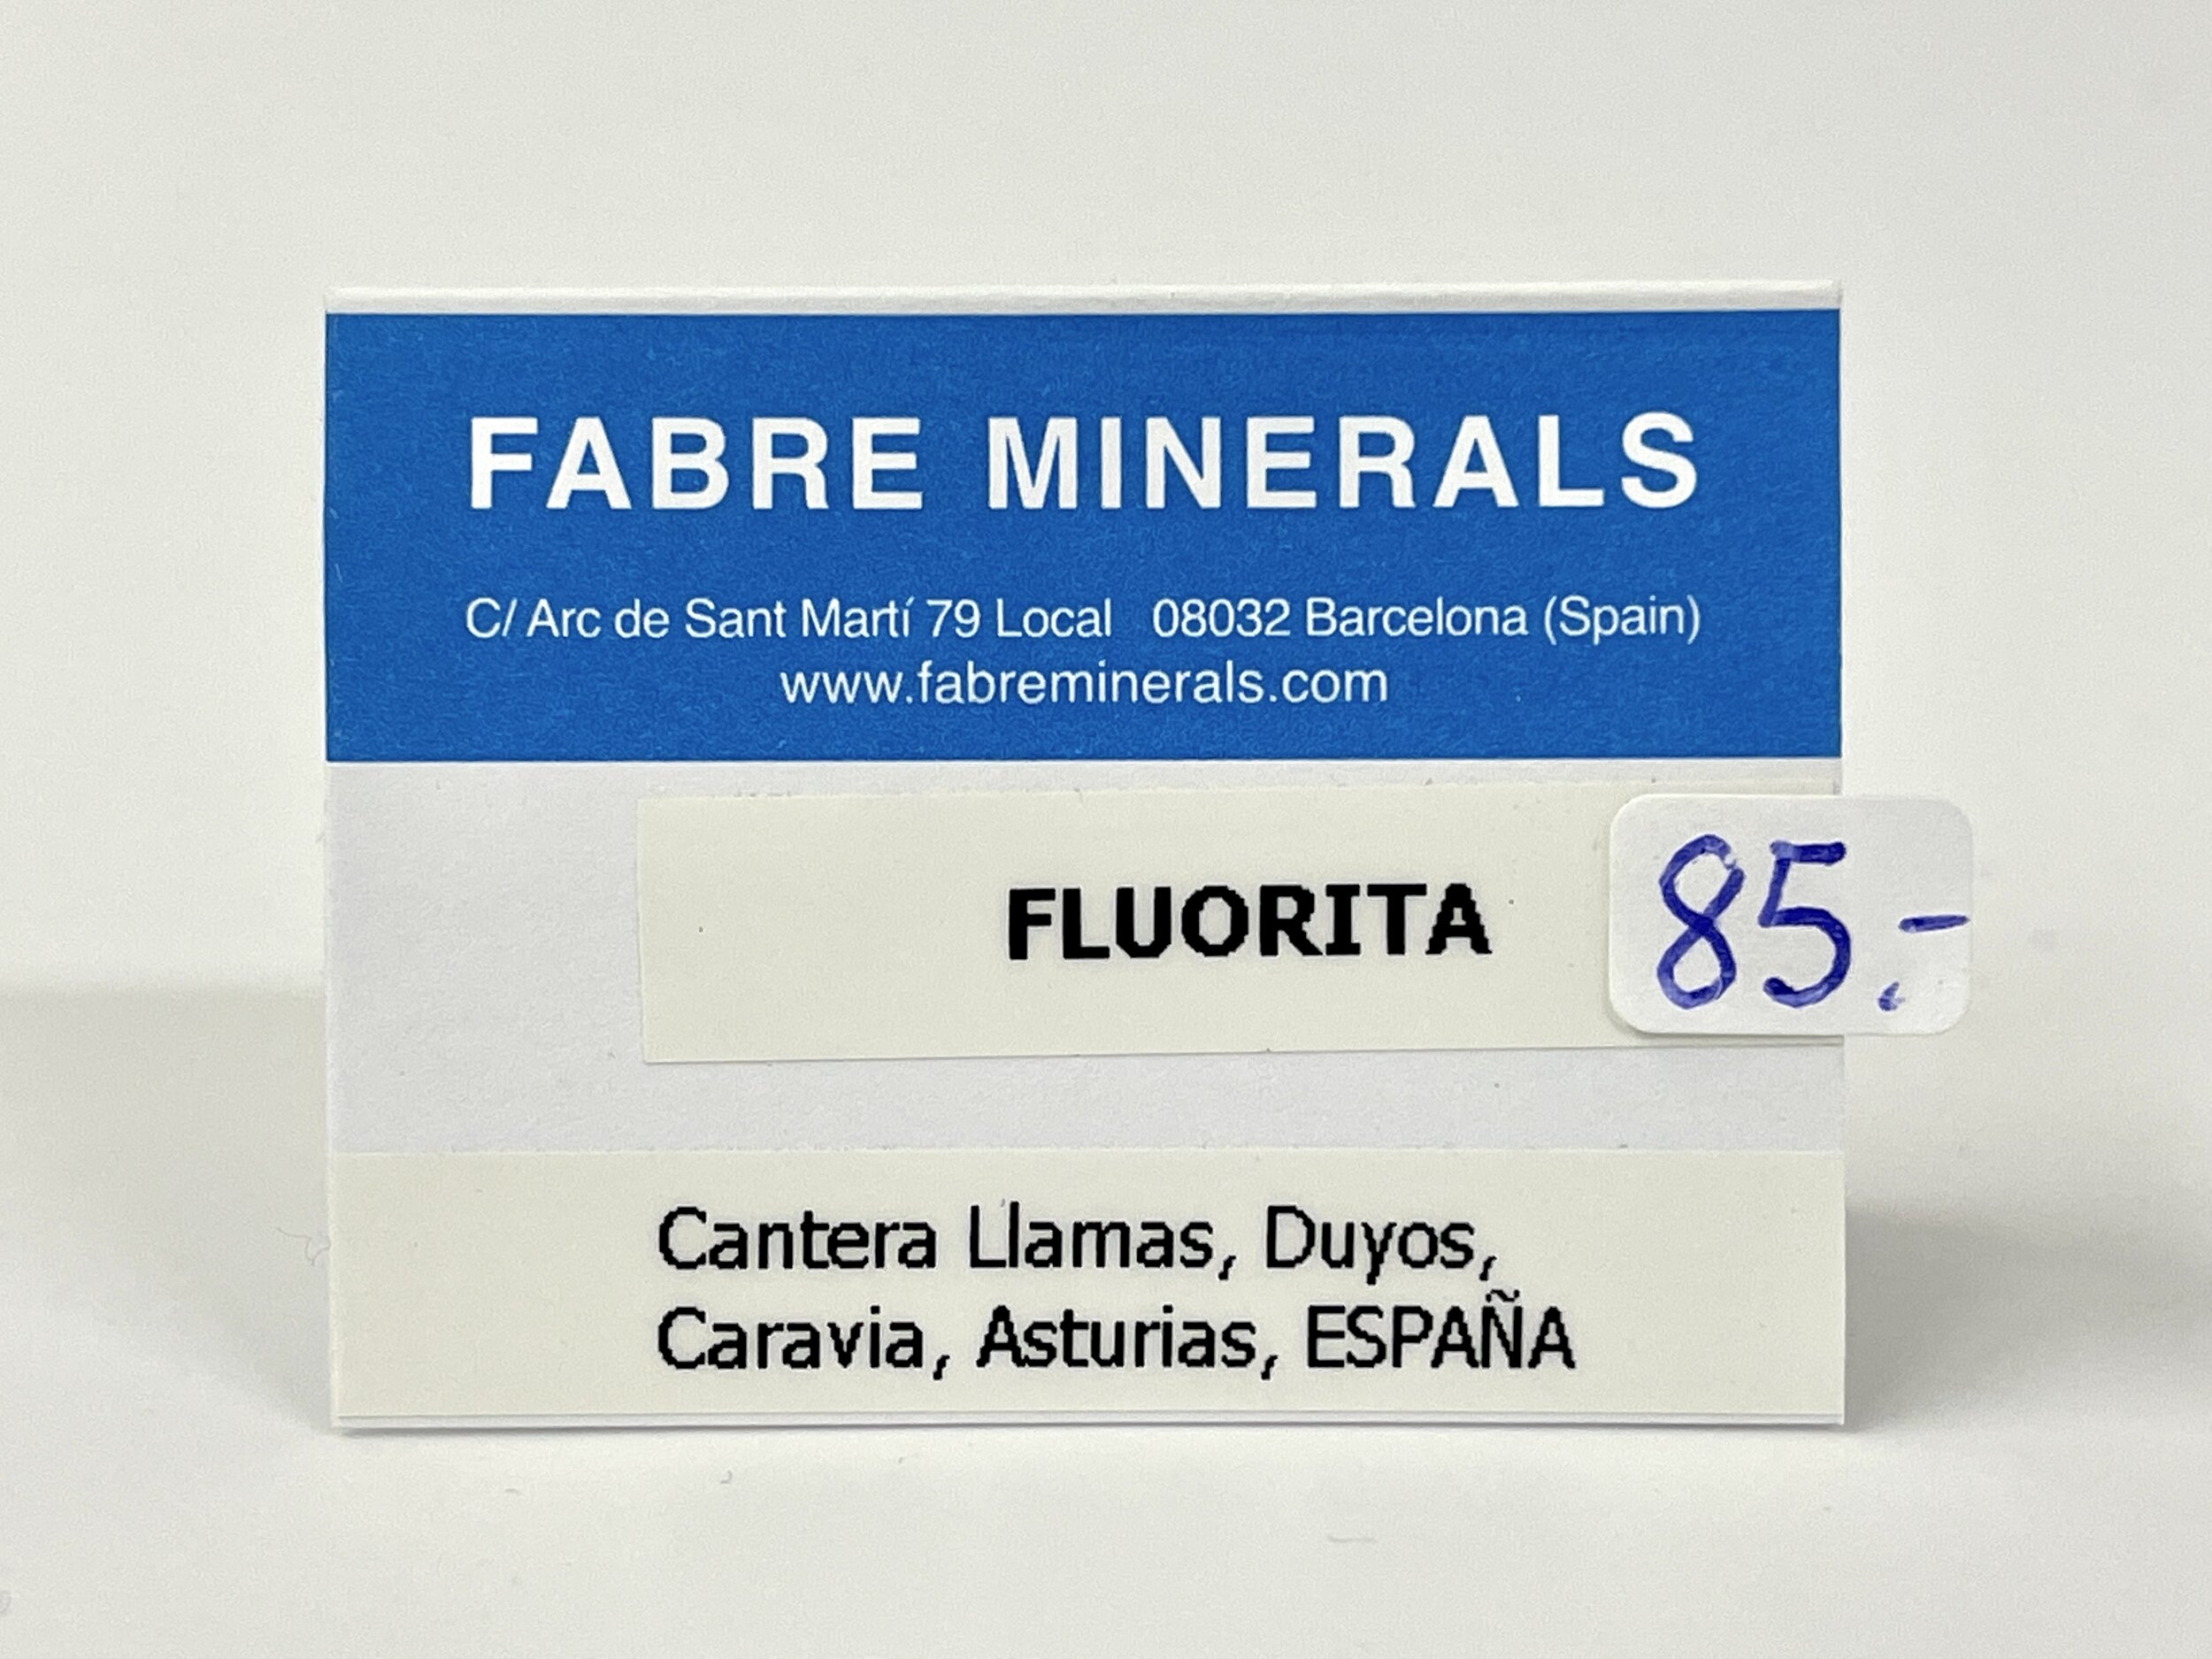 FABRE MINERALS
C/ Arc de Sant Martí 79 Local 08032 Barcelona (Spain)
www.fabreminerals.com
FLUORITA
85.-
Cantera Llamas, Duyos,
Caravia, Asturias, ESPAÑA